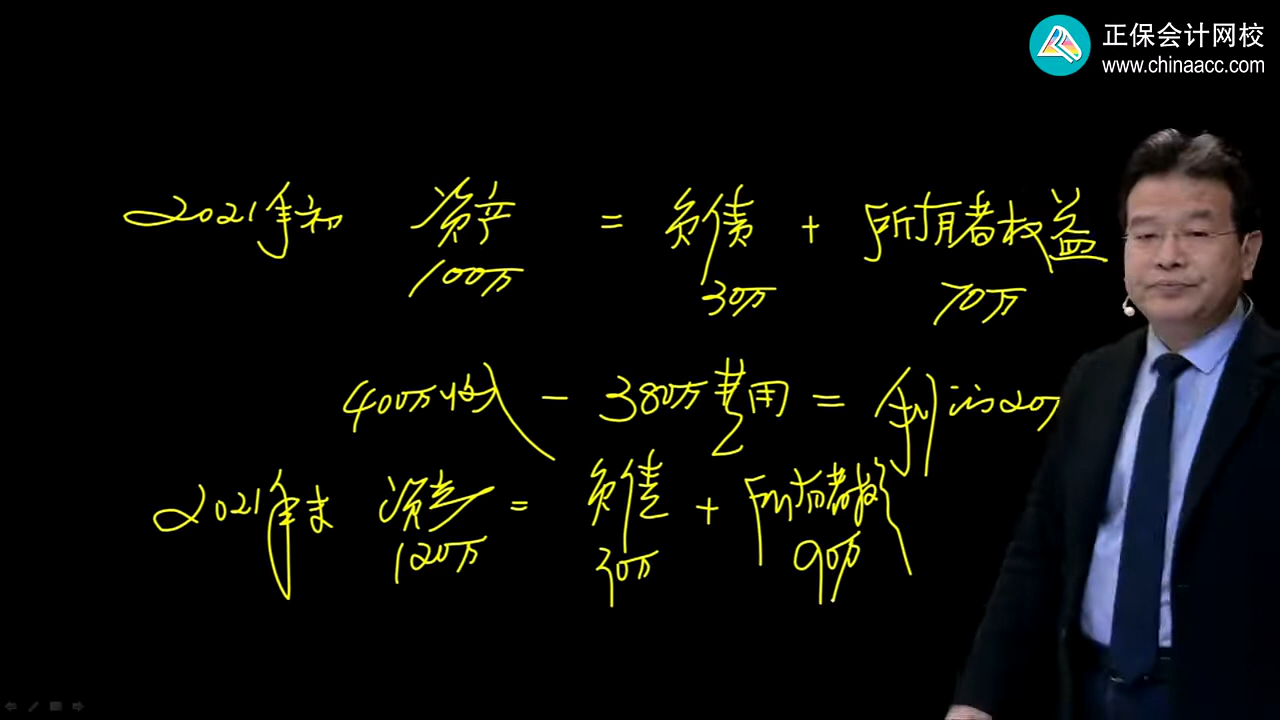 正保会计网校
www.chinaacc.com
2021年初 资产 = 负债 + 所有者权益
100万 30万 70万
400万收入 - 380万费用 = 利润20万
2021年末 资产 = 负债 + 所有者权
120万 30万 90万